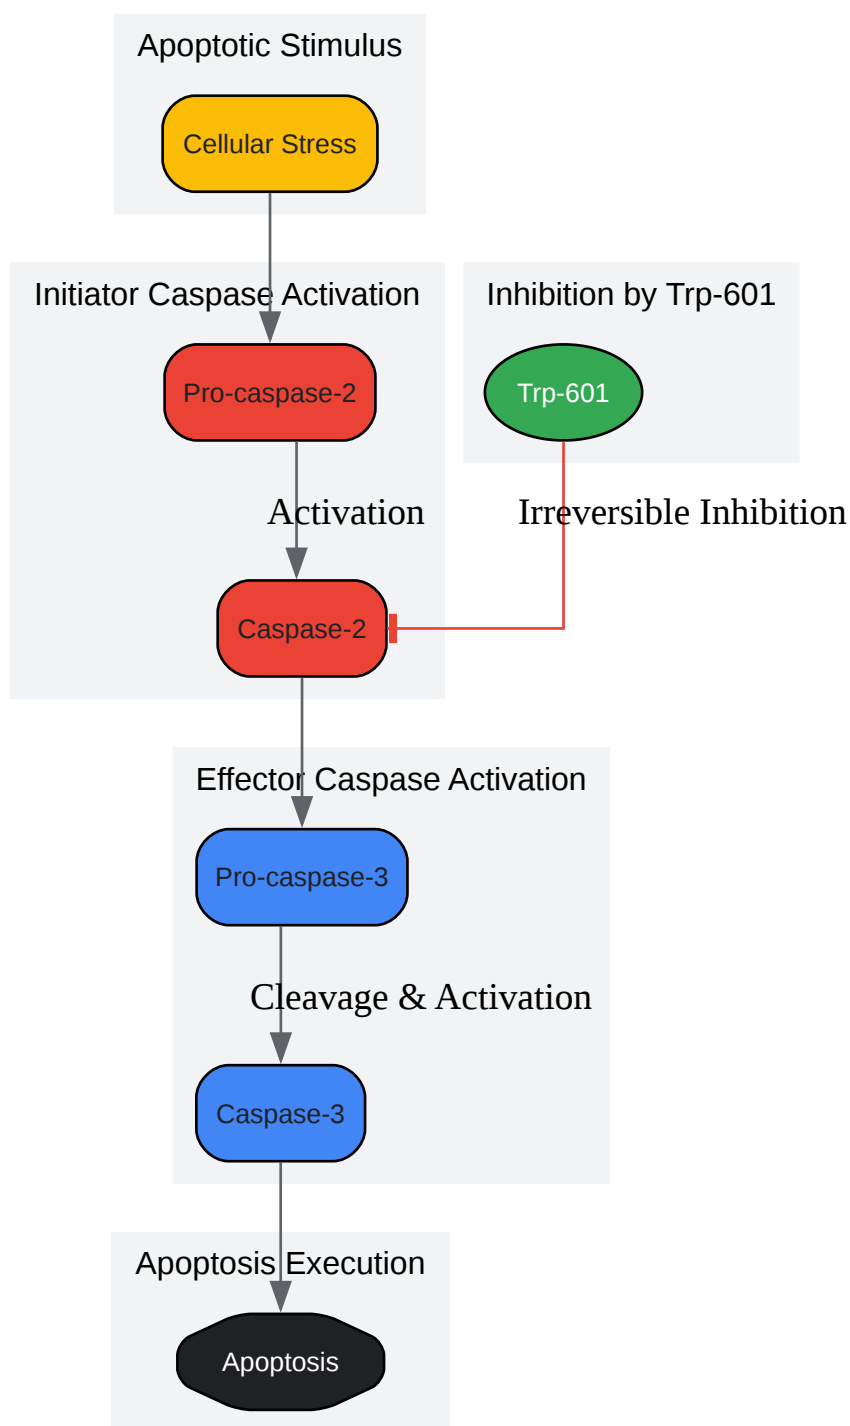 Apoptotic Stimulus
Cellular Stress
Initiator Caspase Activation
Inhibition by Trp-601
Pro-caspase-2
Trp-601
Activation
Irreversible Inhibition
Caspase-2
Effector Caspase Activation
Pro-caspase-3
Cleavage & Activation
Caspase-3
Apoptosis Execution
Apoptosis